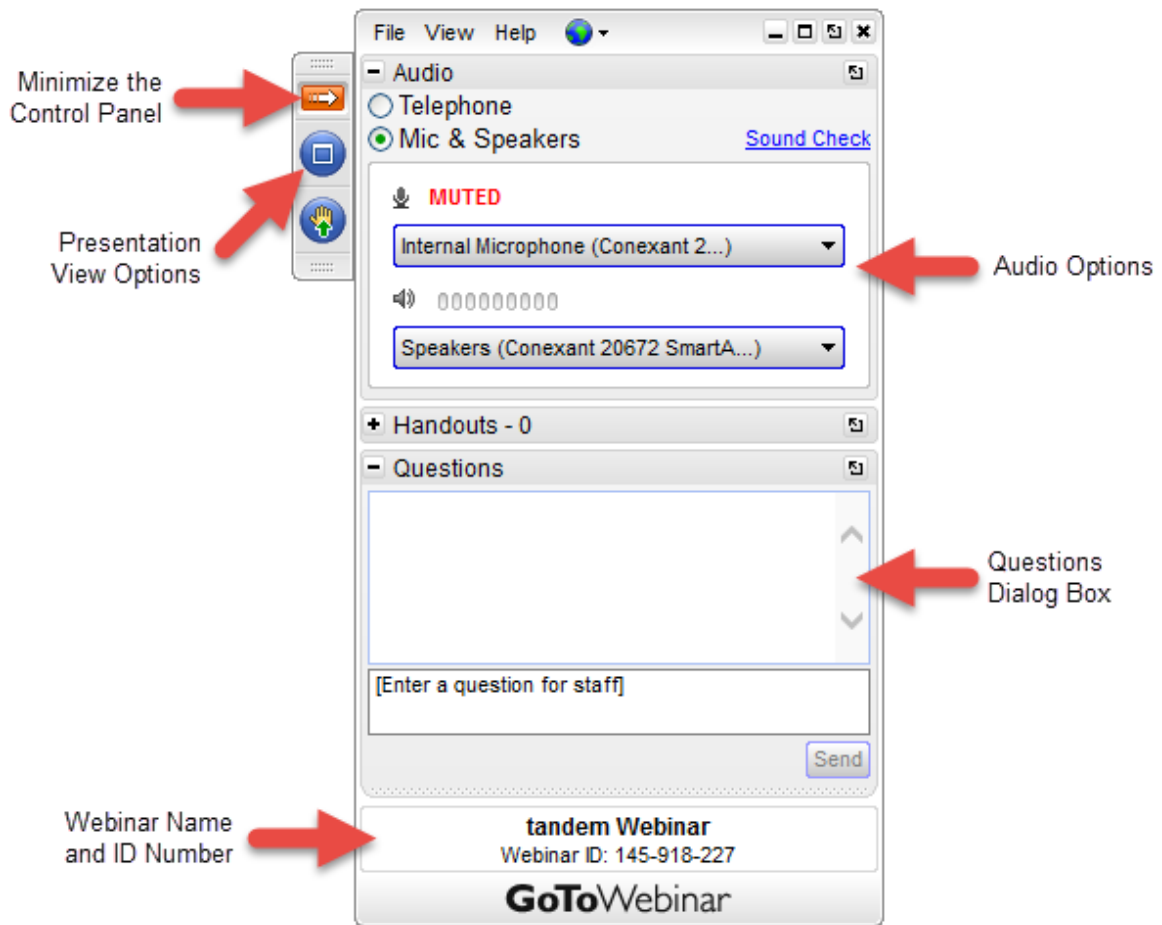 File View Help
Minimize the
Control Panel
Audio
Telephone
Mic & Speakers Sound Check
MUTED
Internal Microphone (Conexant 2...)
Presentation
View Options
Audio Options
000000000
Speakers (Conexant 20672 SmartA...)
Handouts - 0
Questions
Questions
Dialog Box
[Enter a question for staff]
Send
Webinar Name
and ID Number
tandem Webinar
Webinar ID: 145-918-227
GoToWebinar